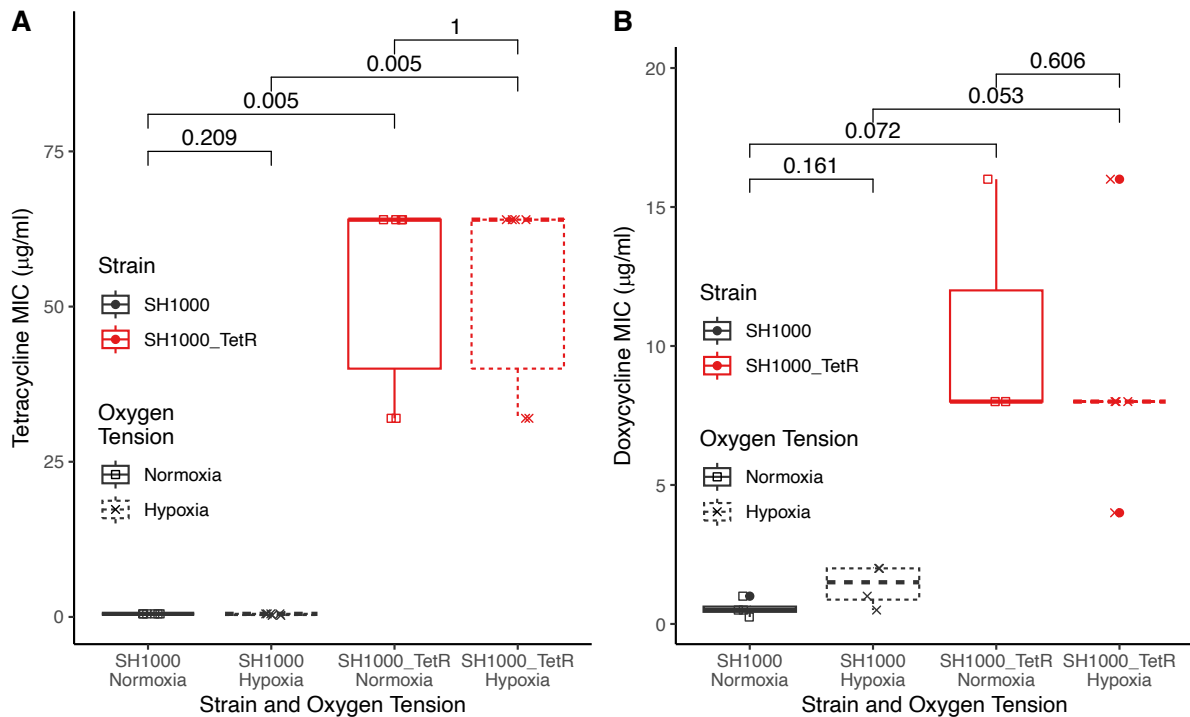 A
1
0.005
0.005
0.209
75
50
25
0
Tetracycline MIC (μg/ml)
Strain
SH1000
SH1000_TetR
Oxygen
Tension
Normoxia
Hypoxia
SH1000
Normoxia
SH1000
Hypoxia
SH1000_TetR
Normoxia
SH1000_TetR
Hypoxia
Strain and Oxygen Tension
B
0.606
0.053
0.072
0.161
20
15
10
5
0
Doxycycline MIC (μg/ml)
Strain
SH1000
SH1000_TetR
Oxygen Tension
Normoxia
Hypoxia
SH1000
Normoxia
SH1000
Hypoxia
SH1000_TetR
Normoxia
SH1000_TetR
Hypoxia
Strain and Oxygen Tension